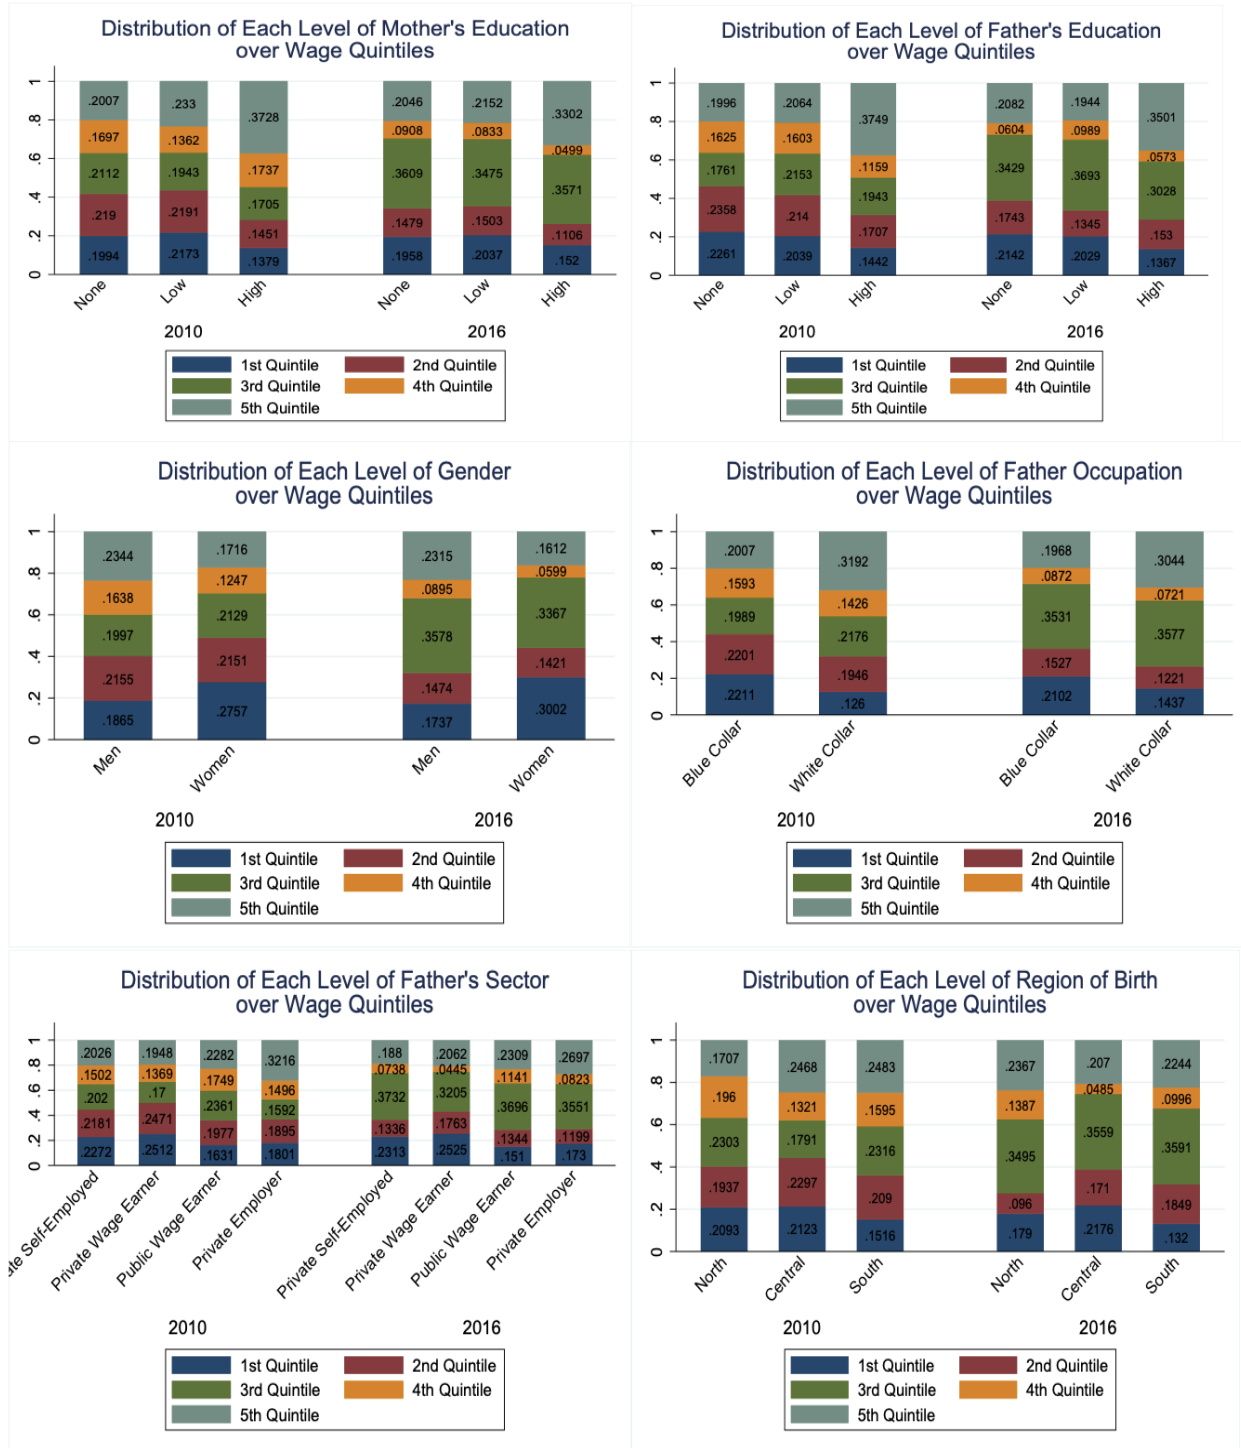 Distribution of Each Level of Mother's Education
over Wage Quintiles
1
.8
.6
.4
.2
0
.2007
.233
.3728
.2046
.2152
.3302
.1697
.1362
.1737
.0908
.0833
.0499
.2112
.1943
.1705
.3609
.3475
.3571
.219
.2191
.1451
.1479
.1503
.1106
.1994
.2173
.1379
.1958
.2037
.152
None
Low
High
None
Low
High
2010
2016
1st Quintile
2nd Quintile
3rd Quintile
4th Quintile
5th Quintile
Distribution of Each Level of Father's Education
over Wage Quintiles
1
.8
.6
.4
.2
0
.1996
.2064
.3749
.2082
.1944
.3501
.1625
.1603
.1159
.0604
.0989
.0573
.1761
.2153
.1943
.3429
.3693
.3028
.2358
.214
.1707
.1743
.1345
.153
.2261
.2039
.1442
.2142
.2029
.1367
None
Low
High
None
Low
High
2010
2016
1st Quintile
2nd Quintile
3rd Quintile
4th Quintile
5th Quintile
Distribution of Each Level of Gender
over Wage Quintiles
1
.8
.6
.4
.2
0
.2344
.1716
.2315
.1612
.1638
.1247
.0895
.0599
.1997
.2129
.3578
.3367
.2155
.2151
.1474
.1421
.1865
.2757
.1737
.3002
Men
Women
Men
Women
2010
2016
1st Quintile
2nd Quintile
3rd Quintile
4th Quintile
5th Quintile
Distribution of Each Level of Father Occupation
over Wage Quintiles
1
.8
.6
.4
.2
0
.2007
.3192
.1968
.3044
.1593
.1426
.0872
.0721
.1989
.2176
.3531
.3577
.2201
.1946
.1527
.1221
.2211
.126
.2102
.1437
Blue Collar
White Collar
Blue Collar
White Collar
2010
2016
1st Quintile
2nd Quintile
3rd Quintile
4th Quintile
5th Quintile
Distribution of Each Level of Father's Sector
over Wage Quintiles
1
.8
.6
.4
.2
0
.2026
.1948
.2282
.3216
.188
.2062
.2309
.2697
.1502
.1369
.1749
.1496
.0738
.0445
.1141
.0823
.202
.17
.2361
.1592
.3732
.3205
.3696
.3551
.2181
.2471
.1977
.1895
.1336
.1763
.1344
.1199
.2272
.2512
.1631
.1801
.2313
.2525
.151
.173
ate Self-Employed
Private Wage Earner
Public Wage Earner
Private Employer
Private Self-Employed
Private Wage Earner
Public Wage Earner
Private Employer
2010
2016
1st Quintile
2nd Quintile
3rd Quintile
4th Quintile
5th Quintile
Distribution of Each Level of Region of Birth
over Wage Quintiles
1
.8
.6
.4
.2
0
.1707
.2468
.2483
.2367
.207
.2244
.196
.1321
.1595
.1387
.0485
.0996
.2303
.1791
.2316
.3495
.3559
.3591
.1937
.2297
.209
.096
.171
.1849
.2093
.2123
.1516
.179
.2176
.132
North
Central
South
North
Central
South
2010
2016
1st Quintile
2nd Quintile
3rd Quintile
4th Quintile
5th Quintile